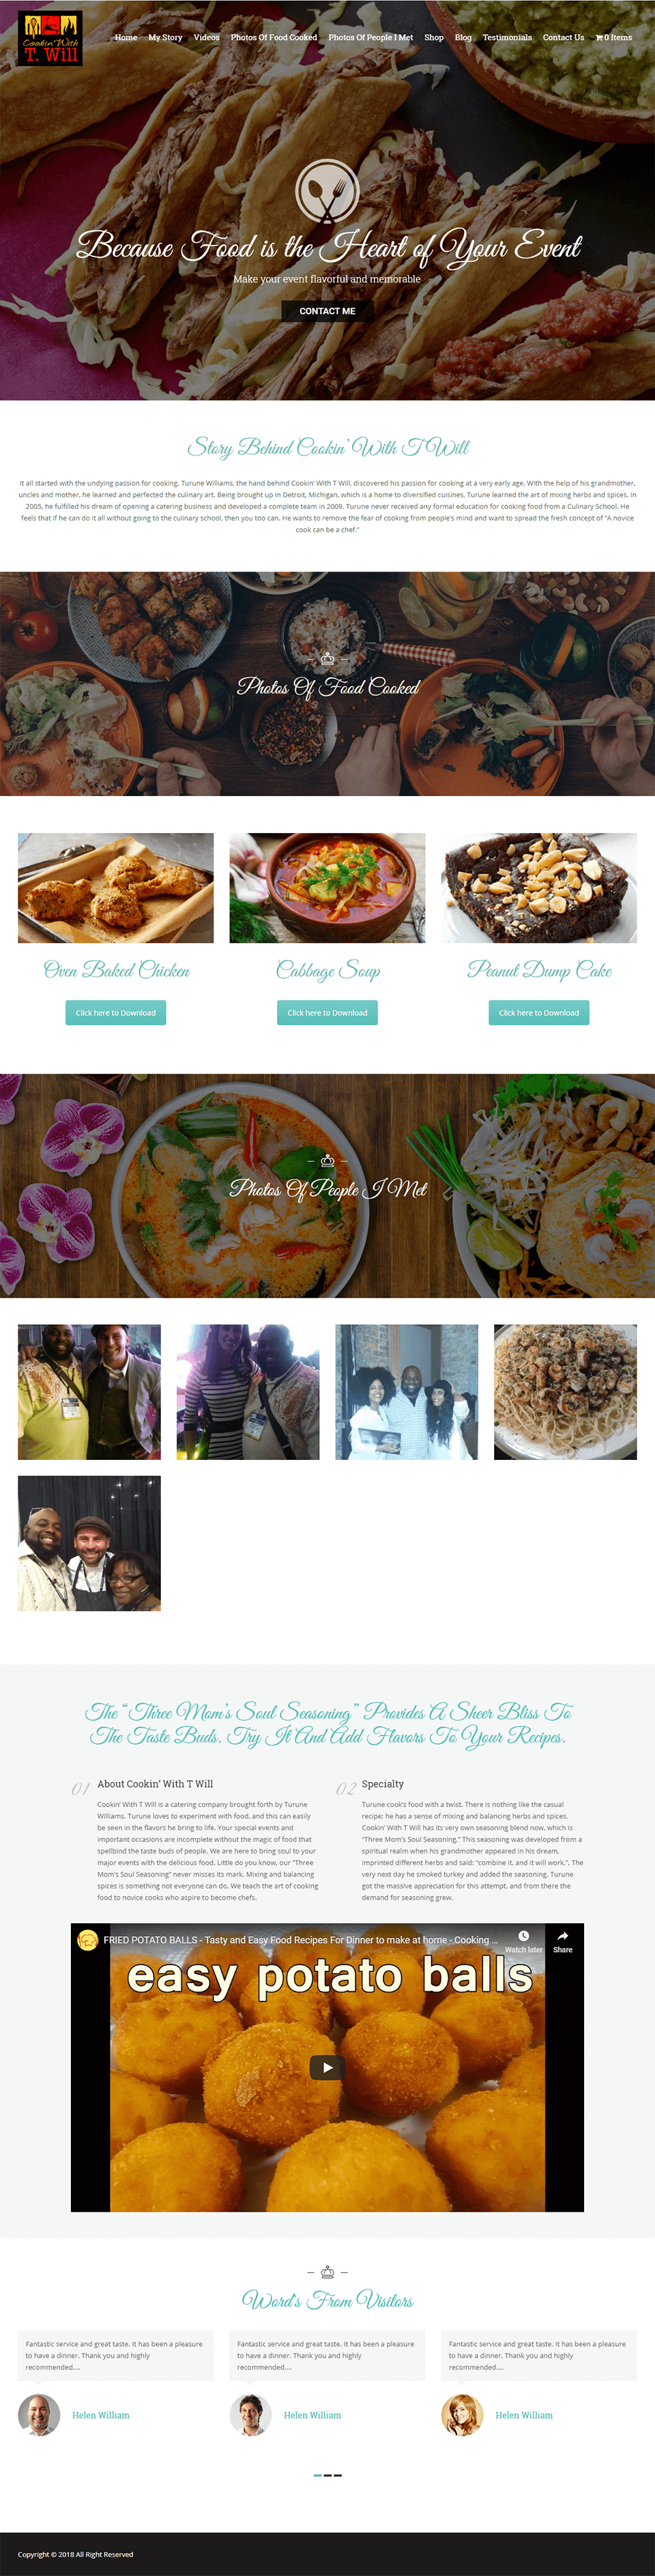 Cookin' With
T. Will
Home My Story Videos Photos Of Food Cooked Photos Of People I Met Shop Blog Testimonials Contact Us 0 Items
Because Food is the Heart of Your Event
Make your event flavorful and memorable
CONTACT ME
Story Behind Cookin' With T Will
It all started with the undying passion for cooking. Turune Williams, the hand behind Cookin' With T Will, discovered his passion for cooking at a very early age. With the help of his grandmother,
uncles and mother, he learned and perfected the culinary art. Being brought up in Detroit, Michigan, which is a home to diversified cuisines, Turune learned the art of mixing herbs and spices. In
2005, he fulfilled his dream of opening a catering business and developed a complete team in 2009. Turune never received any formal education for cooking food from a Culinary School. He
feels that if he can do it all without going to the culinary school, then you too can. He wants to remove the fear of cooking from people's mind and want to spread the fresh concept of "A novice
cook can be a chef."
Photos Of Food Cooked
Oven Baked Chicken
Click here to Download
Cabbage Soup
Click here to Download
Peanut Dump Cake
Click here to Download
Photos Of People I Met
The "Three Mom's Soul Seasoning" Provides A Sheer Bliss To
The Taste Buds. Try It And Add Flavors To Your Recipes.
01 About Cookin' With T Will
Cookin' With T Will is a catering company brought forth by Turune
Williams. Turune loves to experiment with food, and this can easily
be seen in the flavors he bring to life. Your special events and
important occasions are incomplete without the magic of food that
spellbind the taste buds of people. We are here to bring soul to your
major events with the delicious food. Little do you know, our "Three
Mom's Soul Seasoning" never misses its mark. Mixing and balancing
spices is something not everyone can do. We teach the art of cooking
food to novice cooks who aspire to become chefs.
02 Specialty
Turune cook's food with a twist. There is nothing like the casual
recipe; he has a sense of mixing and balancing herbs and spices.
Cookin' With T Will has its very own seasoning blend now, which is
"Three Mom's Soul Seasoning." This seasoning was developed from a
spiritual realm when his grandmother appeared in his dream,
imprinted different herbs and said: "combine it, and it will work.". The
very next day he smoked turkey and added the seasoning. Turune
got the massive appreciation for this attempt, and from there the
demand for seasoning grew.
FRIED POTATO BALLS - Tasty and Easy Food Recipes For Dinner to make at home - Cooking ...
Watch later Share
easy potato balls
Word's From Visitors
Fantastic service and great taste. It has been a pleasure
to have a dinner. Thank you and highly
recommended....
Helen William
Fantastic service and great taste. It has been a pleasure
to have a dinner. Thank you and highly
recommended....
Helen William
Fantastic service and great taste. It has been a pleasure
to have a dinner. Thank you and highly
recommended....
Helen William
Copyright © 2018 All Right Reserved